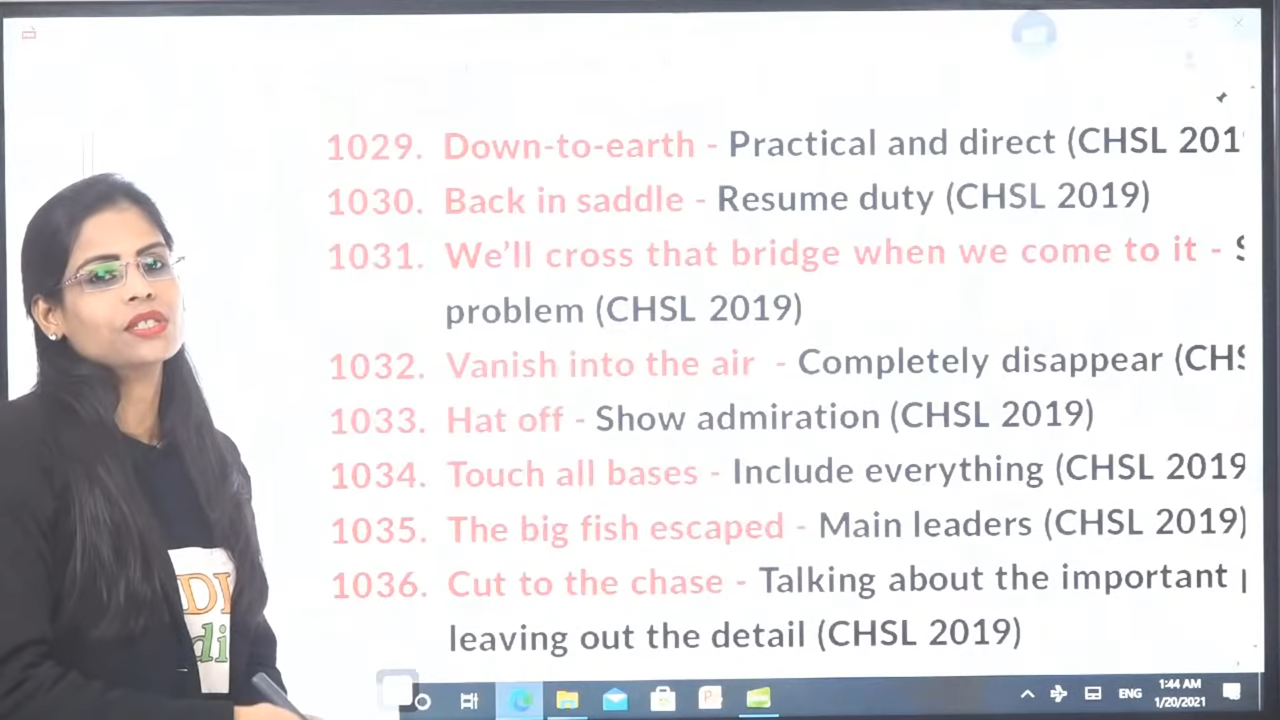 1029. Down-to-earth - Practical and direct (CHSL 201
1030. Back in saddle - Resume duty (CHSL 2019)
1031. We'll cross that bridge when we come to it -
problem (CHSL 2019)
1032. Vanish into the air - Completely disappear (CHS
1033. Hat off - Show admiration (CHSL 2019)
1034. Touch all bases - Include everything (CHSL 2019
1035. The big fish escaped - Main leaders (CHSL 2019)
1036. Cut to the chase - Talking about the important
leaving out the detail (CHSL 2019)
ENG
1:44 AM
1/20/2021